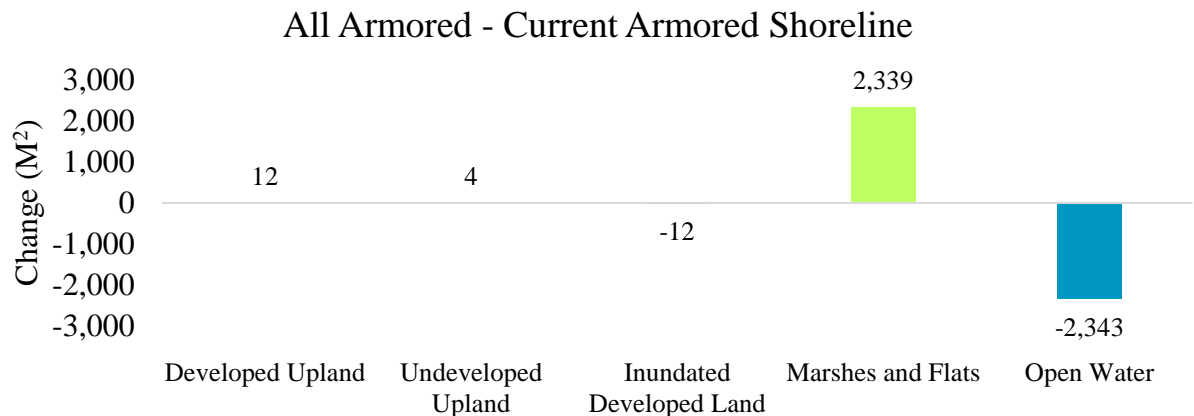 All Armored - Current Armored Shoreline
Change (M²)
3,000
2,000
1,000
0
-1,000
-2,000
-3,000
12
4
-12
2,339
-2,343
Developed Upland
Undeveloped
Upland
Inundated
Developed Land
Marshes and Flats
Open Water